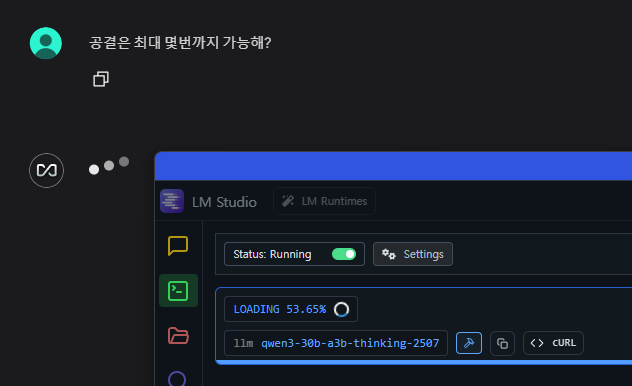 공결은 최대 몇번까지 가능해?
LM Studio
LM Runtimes
Status: Running
Settings
LOADING 53.65%
llm qwen3-30b-a3b-thinking-2507
cURL